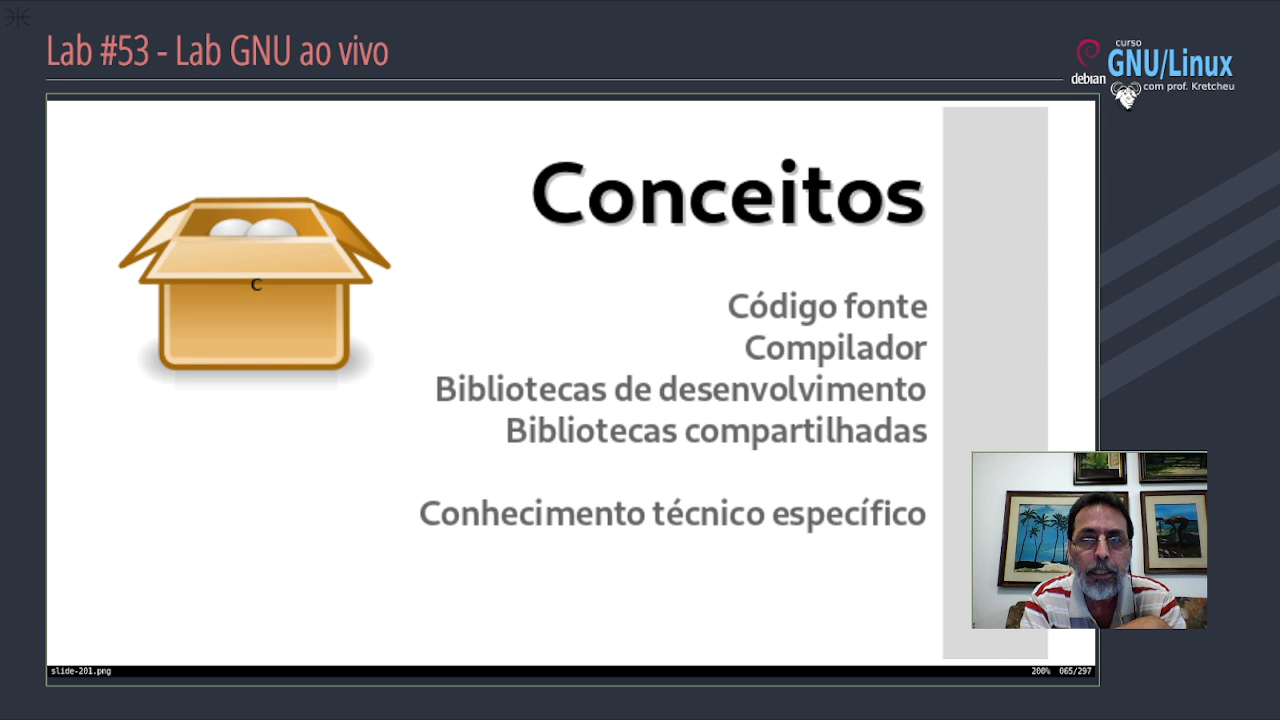 Lab #53 - Lab GNU ao vivo
curso
GNU/Linux
debian
com prof. Kretcheu
Conceitos
C
Código fonte
Compilador
Bibliotecas de desenvolvimento
Bibliotecas compartilhadas
Conhecimento técnico específico
slide-201.png
200% 065/297